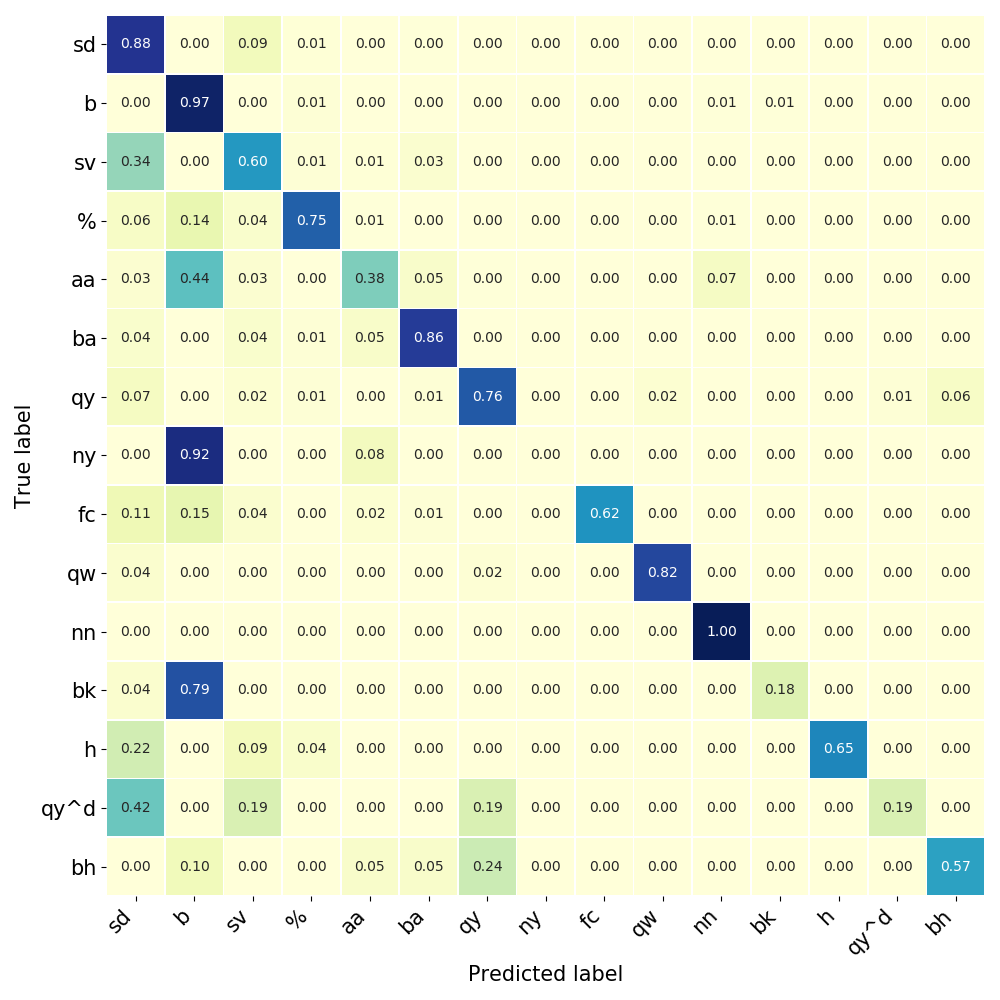 sd 0.88 0.00 0.09 0.01 0.00 0.00 0.00 0.00 0.00 0.00 0.00 0.00 0.00 0.00 0.00
b 0.00 0.97 0.00 0.01 0.00 0.00 0.00 0.00 0.00 0.00 0.01 0.01 0.00 0.00 0.00
sv 0.34 0.00 0.60 0.01 0.01 0.03 0.00 0.00 0.00 0.00 0.00 0.00 0.00 0.00 0.00
% 0.06 0.14 0.04 0.75 0.01 0.00 0.00 0.00 0.00 0.00 0.01 0.00 0.00 0.00 0.00
aa 0.03 0.44 0.03 0.00 0.38 0.05 0.00 0.00 0.00 0.00 0.07 0.00 0.00 0.00 0.00
ba 0.04 0.00 0.04 0.01 0.05 0.86 0.00 0.00 0.00 0.00 0.00 0.00 0.00 0.00 0.00
qy 0.07 0.00 0.02 0.01 0.00 0.01 0.76 0.00 0.00 0.02 0.00 0.00 0.00 0.01 0.06
ny 0.00 0.92 0.00 0.00 0.08 0.00 0.00 0.00 0.00 0.00 0.00 0.00 0.00 0.00 0.00
fc 0.11 0.15 0.04 0.00 0.02 0.01 0.00 0.00 0.62 0.00 0.00 0.00 0.00 0.00 0.00
qw 0.04 0.00 0.00 0.00 0.00 0.00 0.02 0.00 0.00 0.82 0.00 0.00 0.00 0.00 0.00
nn 0.00 0.00 0.00 0.00 0.00 0.00 0.00 0.00 0.00 0.00 1.00 0.00 0.00 0.00 0.00
bk 0.04 0.79 0.00 0.00 0.00 0.00 0.00 0.00 0.00 0.00 0.00 0.18 0.00 0.00 0.00
h 0.22 0.00 0.09 0.04 0.00 0.00 0.00 0.00 0.00 0.00 0.00 0.00 0.65 0.00 0.00
qy^d 0.42 0.00 0.19 0.00 0.00 0.00 0.19 0.00 0.00 0.00 0.00 0.00 0.00 0.19 0.00
bh 0.00 0.10 0.00 0.00 0.05 0.05 0.24 0.00 0.00 0.00 0.00 0.00 0.00 0.00 0.57
sd b sv % aa ba qy ny fc qw nn bk h qy^d bh
Predicted label
True label